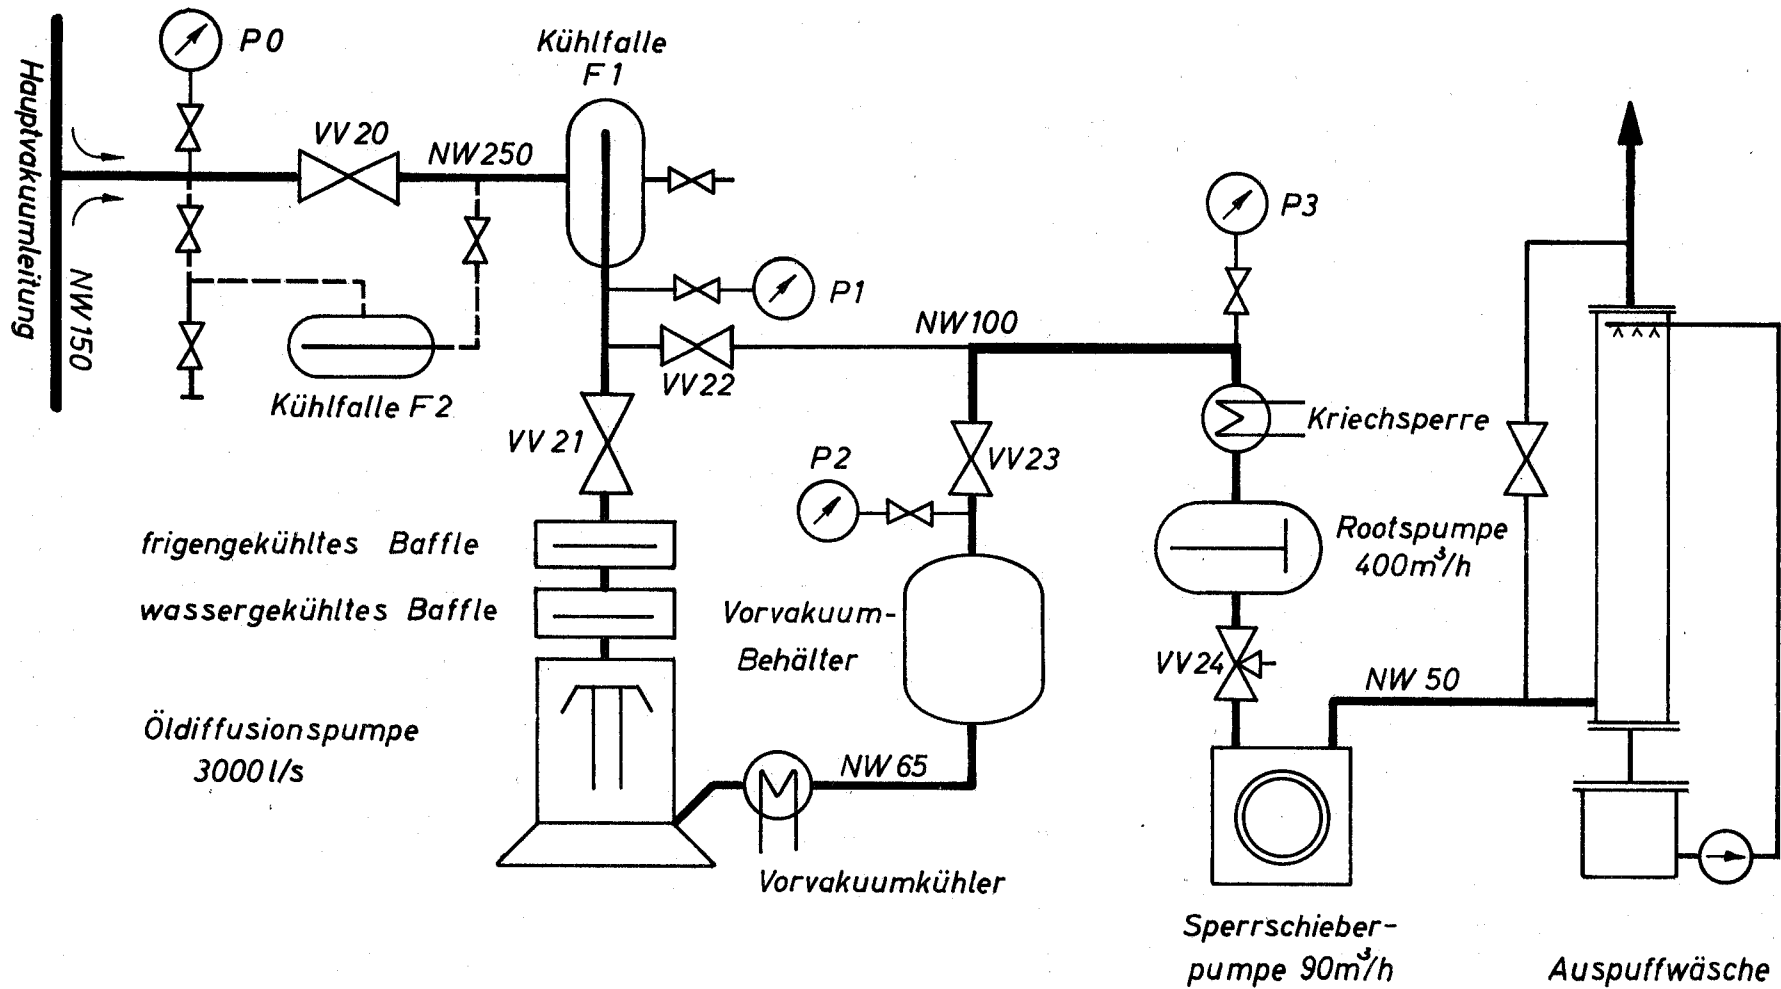 P0
Kühlfalle
F1
Hauptvakuumleitung
NW150
VV20
NW250
P3
P1
NW100
VV22
Kühlfalle F2
VV21
P2
VV23
Kriechsperre
frigengekühltes Baffle
Rootspumpe
400m³/h
wassergekühltes Baffle
Vorvakuum-
Behälter
VV24
NW 50
Öldiffusionspumpe
3000l/s
NW65
Vorvakuumkühler
Sperrschieber-
pumpe 90m³/h
Auspuffwäsche